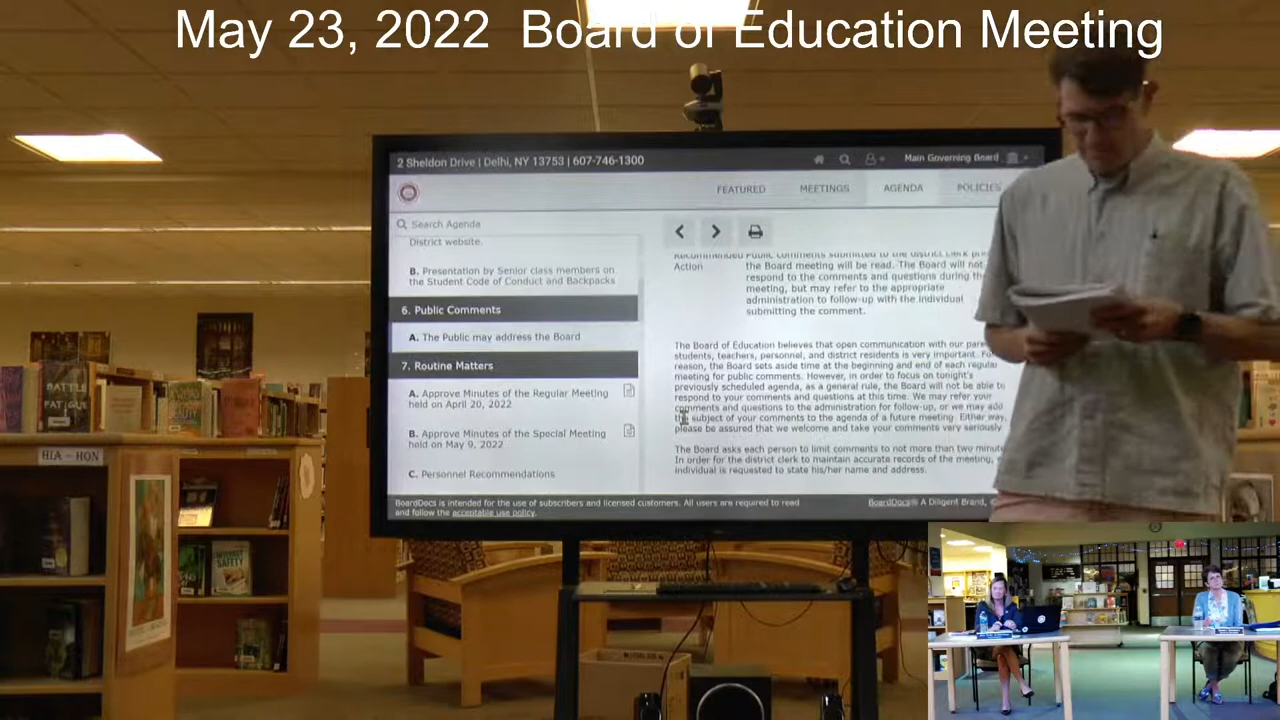 May 23, 2022 Board of Education Meeting
2 Sheldon Drive | Delhi, NY 13753 | 607-746-1300
Main Governing Board
FEATURED
MEETINGS
AGENDA
POLICIES
Search Agenda
District website.
B. Presentation by Senior class members on
the Student Code of Conduct and Backpacks
6. Public Comments
A. The Public may address the Board
7. Routine Matters
A. Approve Minutes of the Regular Meeting
held on April 20, 2022
B. Approve Minutes of the Special Meeting
held on May 9, 2022
C. Personnel Recommendations
Recommended
Action
Public comments submitted to the district clerk
the Board meeting will be read. The Board will not
respond to the comments and questions during
meeting, but may refer to the appropriate
administration to follow-up with the individual
submitting the comment.
The Board of Education believes that open communication with our
students, teachers, personnel, and district residents is very important.
reason, the Board sets aside time at the beginning and end of each regular
meeting for public comments. However, in order to focus on tonight's
previously scheduled agenda, as a general rule, the Board will not be able to
respond to your comments and questions at this time. We may refer your
comments and questions to the administration for follow-up, or we may add
the subject of your comments to the agenda of a future meeting. Either way,
please be assured that we welcome and take your comments very seriously
The Board asks each person to limit comments to not more than two
In order for the district clerk to maintain accurate records of the meeting,
individual is requested to state his/her name and address.
BoardDocs is intended for the use of subscribers and licensed customers. All users are required to read
and follow the acceptable use policy.
BoardDocs® A Diligent Brand,
BATTLE
FATIGUE
HIA - HON
SAFETY